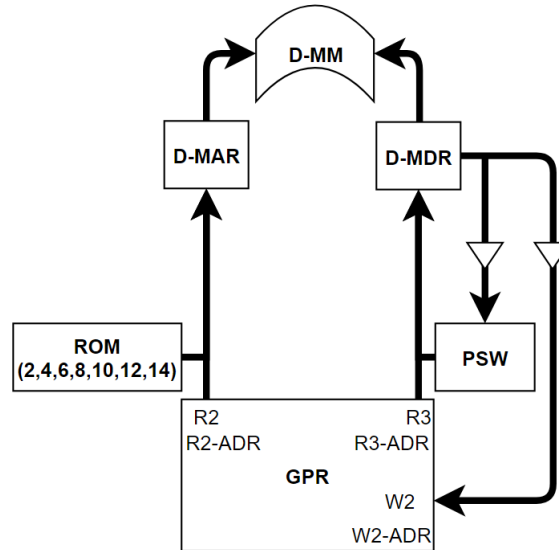 D-MM
D-MAR
D-MDR
ROM
(2,4,6,8,10,12,14)
PSW
R2
R3
R2-ADR
R3-ADR
GPR
W2
W2-ADR